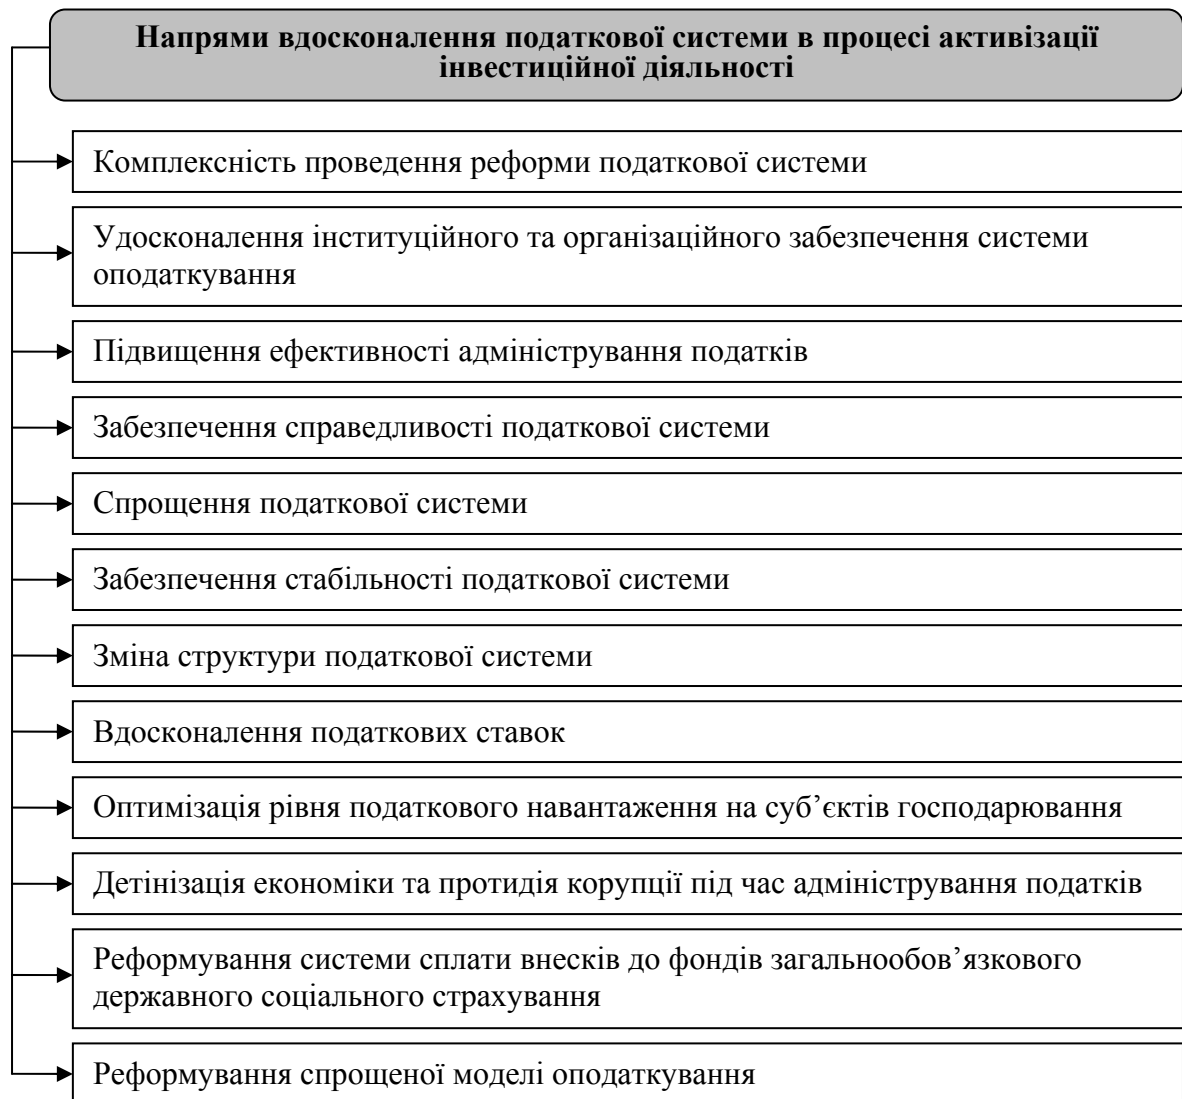 Напрями вдосконалення податкової системи в процесі активізації
інвестиційної діяльності
Комплексність проведення реформи податкової системи
Удосконалення інституційного та організаційного забезпечення системи
оподаткування
Підвищення ефективності адміністрування податків
Забезпечення справедливості податкової системи
Спрощення податкової системи
Забезпечення стабільності податкової системи
Зміна структури податкової системи
Вдосконалення податкових ставок
Оптимізація рівня податкового навантаження на суб’єктів господарювання
Детінізація економіки та протидія корупції під час адміністрування податків
Реформування системи сплати внесків до фондів загальнообов’язкового
державного соціального страхування
Реформування спрощеної моделі оподаткування